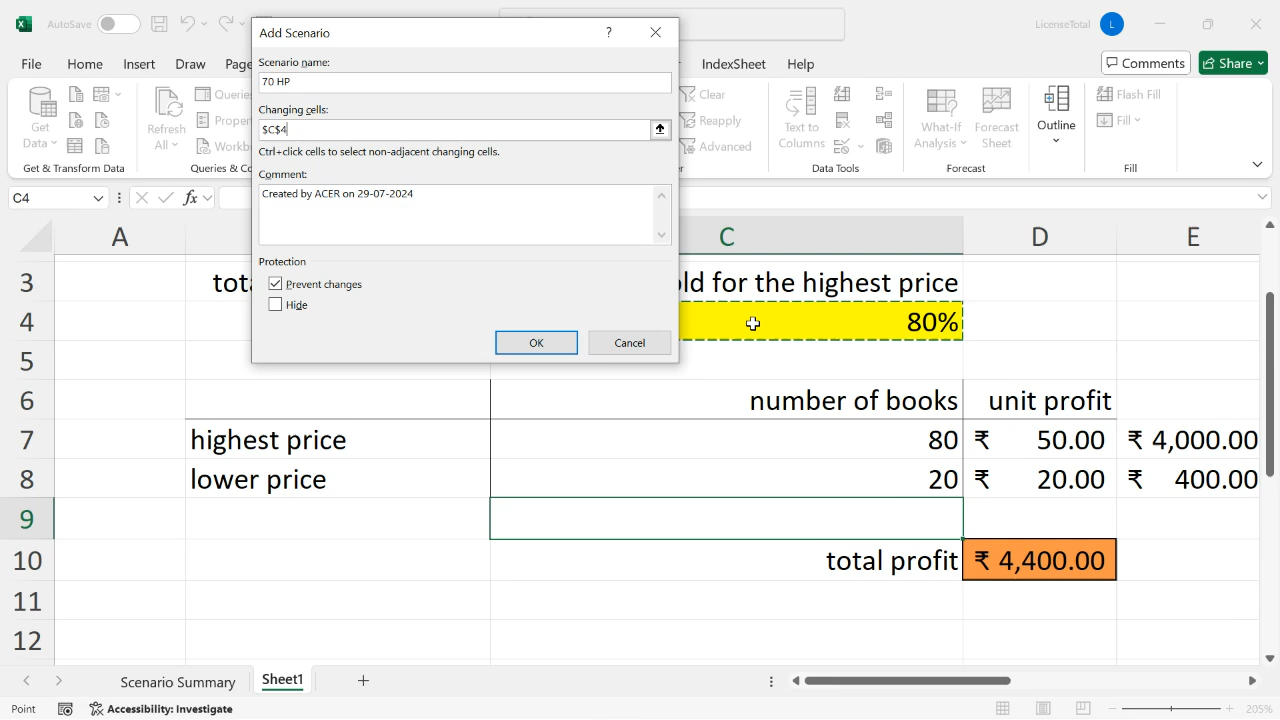 AutoSave
LicenseTotal
L
File
Home
Insert
Draw
IndexSheet
Help
Comments
Share
Get
Data
Refresh
All
Clear
Reapply
Advanced
Text to
Columns
What-If
Analysis
Forecast
Sheet
Outline
Flash Fill
Fill
Get & Transform Data
Data Tools
Forecast
Fill
C4
fx
Add Scenario
?
Scenario name:
70 HP
Changing cells:
$C$4
Ctrl+click cells to select non-adjacent changing cells.
Comment:
Created by ACER on 29-07-2024
Protection
Prevent changes
Hide
OK
Cancel
A
C
D
E
3
for the highest price
4
80%
5
6
number of books
unit profit
7
highest price
80
₹ 50.00
₹ 4,000.00
8
lower price
20
₹ 20.00
₹ 400.00
9
10
total profit
₹ 4,400.00
11
12
Scenario Summary
Sheet1
Point
Accessibility: Investigate
205%